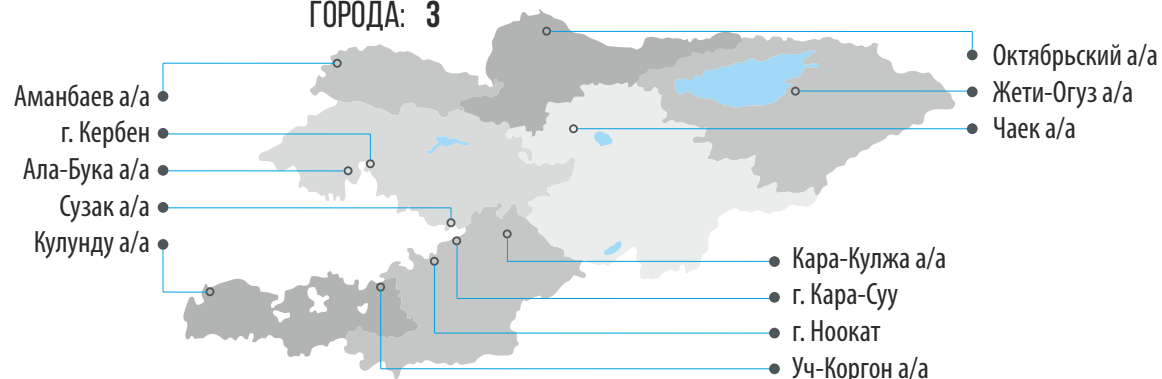 ГОРОДА: 3
Аманбаев а/а
г. Кербен
Ала-Бука а/а
Сузак а/а
Кулунду а/а
Октябрьский а/а
Жети-Огуз а/а
Чаек а/а
Кара-Кулжа а/а
г. Кара-Суу
г. Ноокат
Уч-Коргон а/а